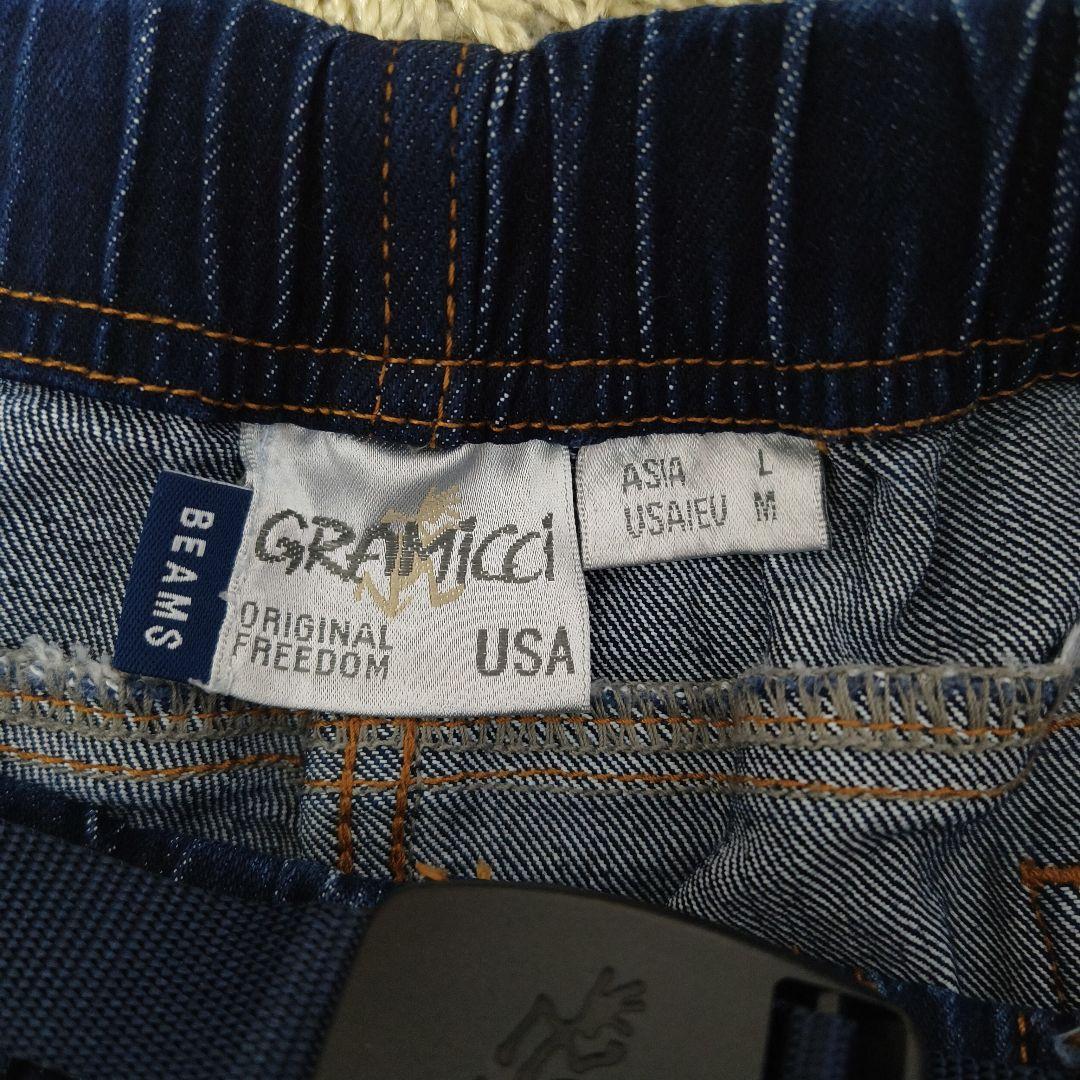 BEAMS
GRAMiCCi
ORIGINAL
FREEDOM
USA
ASIA L
USA/EU M